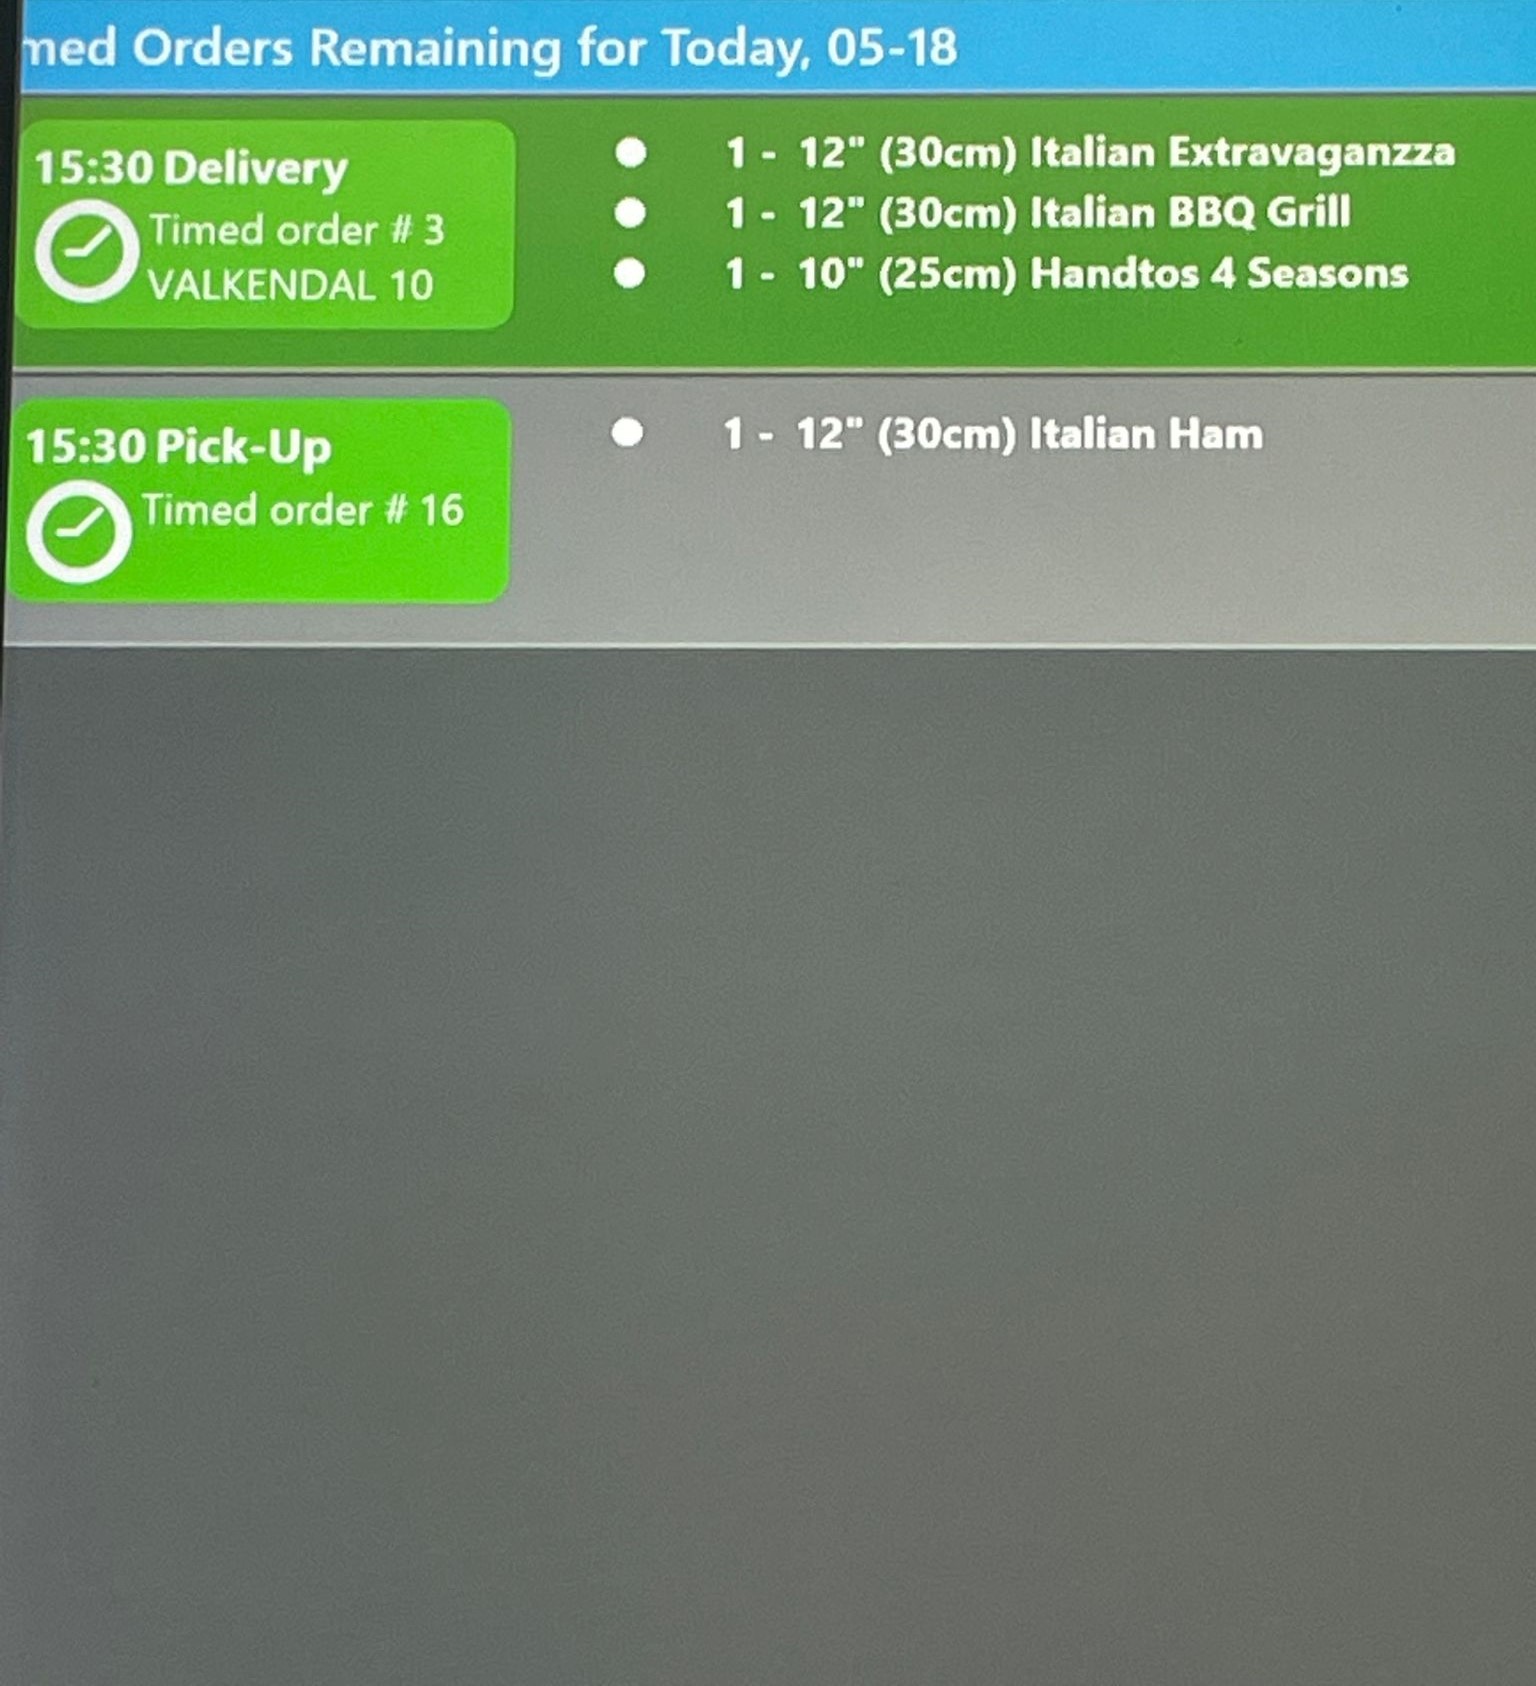 med Orders Remaining for Today, 05-18
15:30 Delivery
Timed order # 3
VALKENDAL 10
1 - 12" (30cm) Italian Extravaganzza
1 - 12" (30cm) Italian BBQ Grill
1 - 10" (25cm) Handtos 4 Seasons
15:30 Pick-Up
Timed order # 16
1 - 12" (30cm) Italian Ham